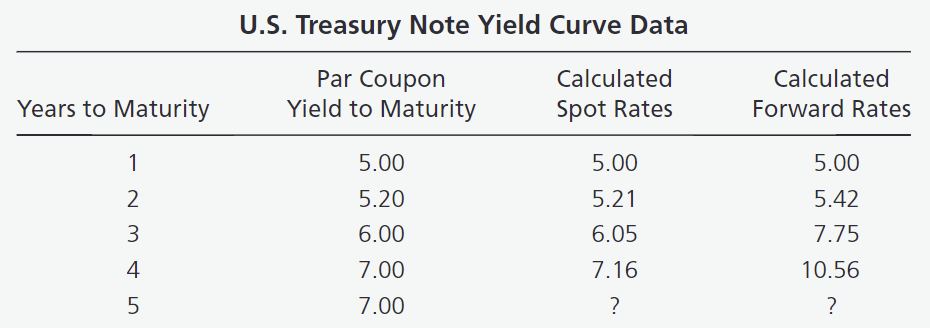 U.S. Treasury Note Yield Curve Data
Par Coupon Calculated Calculated
Years to Maturity Yield to Maturity Spot Rates Forward Rates
1 5.00 5.00 5.00
2 5.20 5.21 5.42
3 6.00 6.05 7.75
4 7.00 7.16 10.56
5 7.00 ? ?